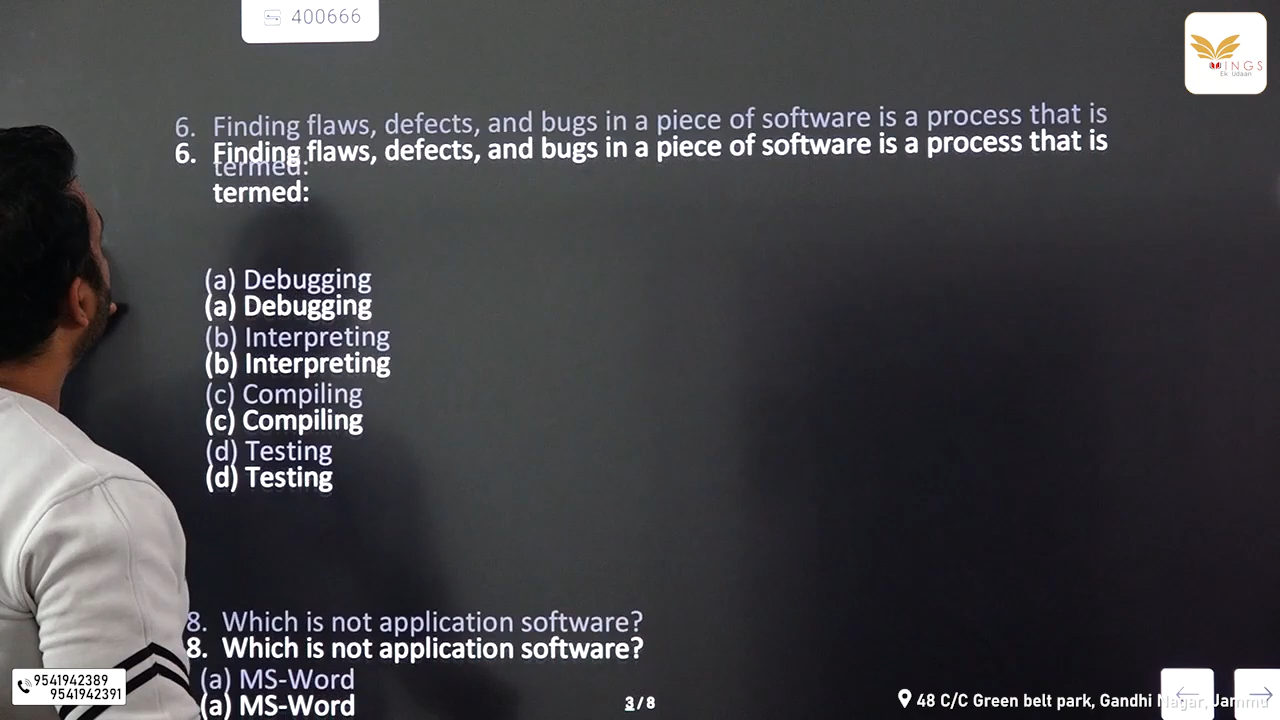 400666
WINGS
Ek Udaan
6. Finding flaws, defects, and bugs in a piece of software is a process that is
6. Finding flaws, defects, and bugs in a piece of software is a process that is
termed:
termed:
(a) Debugging
(a) Debugging
(b) Interpreting
(b) Interpreting
(c) Compiling
(c) Compiling
(d) Testing
(d) Testing
8. Which is not application software?
8. Which is not application software?
(a) MS-Word
(a) MS-Word
9541942389
9541942391
3/8
48 C/C Green belt park, Gandhi Nagar, Jammu